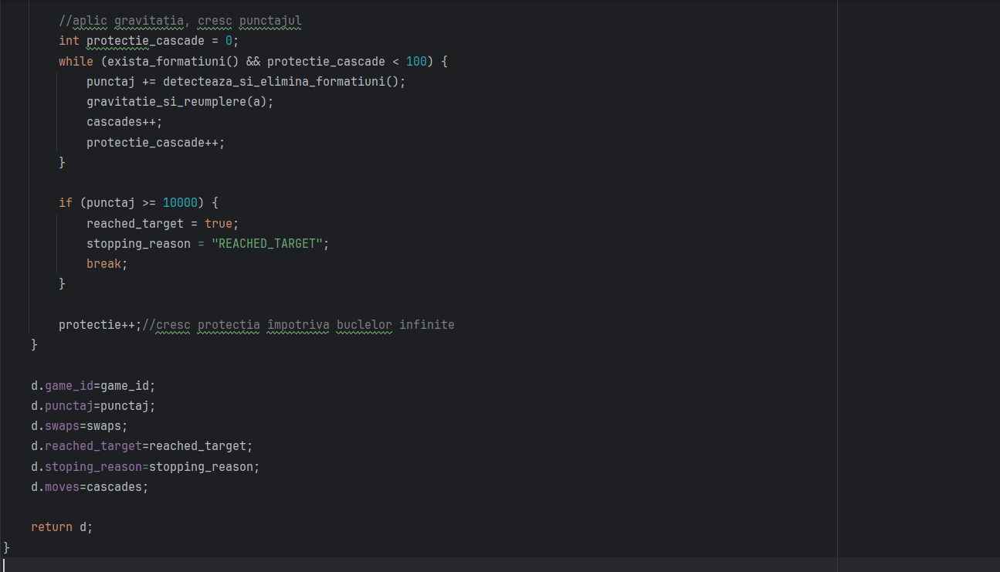 //aplic gravitatia, cresc punctajul
int protectie_cascade = 0;
while (exista_formatiuni() && protectie_cascade < 100) {
punctaj += detecteaza_si_elimina_formatiuni();
gravitatie_si_reumplere(a);
cascades++;
protectie_cascade++;
}
if (punctaj >= 10000) {
reached_target = true;
stopping_reason = "REACHED_TARGET";
break;
}
protectie++;//cresc protecția împotriva buclelor infinite
}
d.game_id=game_id;
d.punctaj=punctaj;
d.swaps=swaps;
d.reached_target=reached_target;
d.stoping_reason=stopping_reason;
d.moves=cascades;
return d;
}